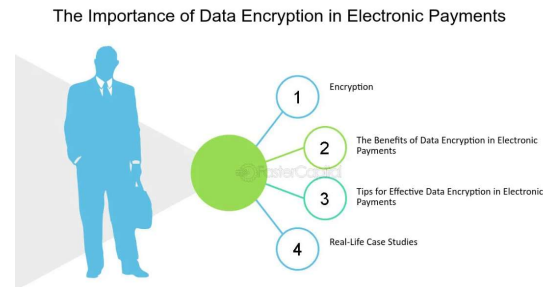 The Importance of Data Encryption in Electronic Payments
1
Encryption
2
The Benefits of Data Encryption in Electronic
Payments
FasterCapital
3
Tips for Effective Data Encryption in Electronic
Payments
4
Real-Life Case Studies